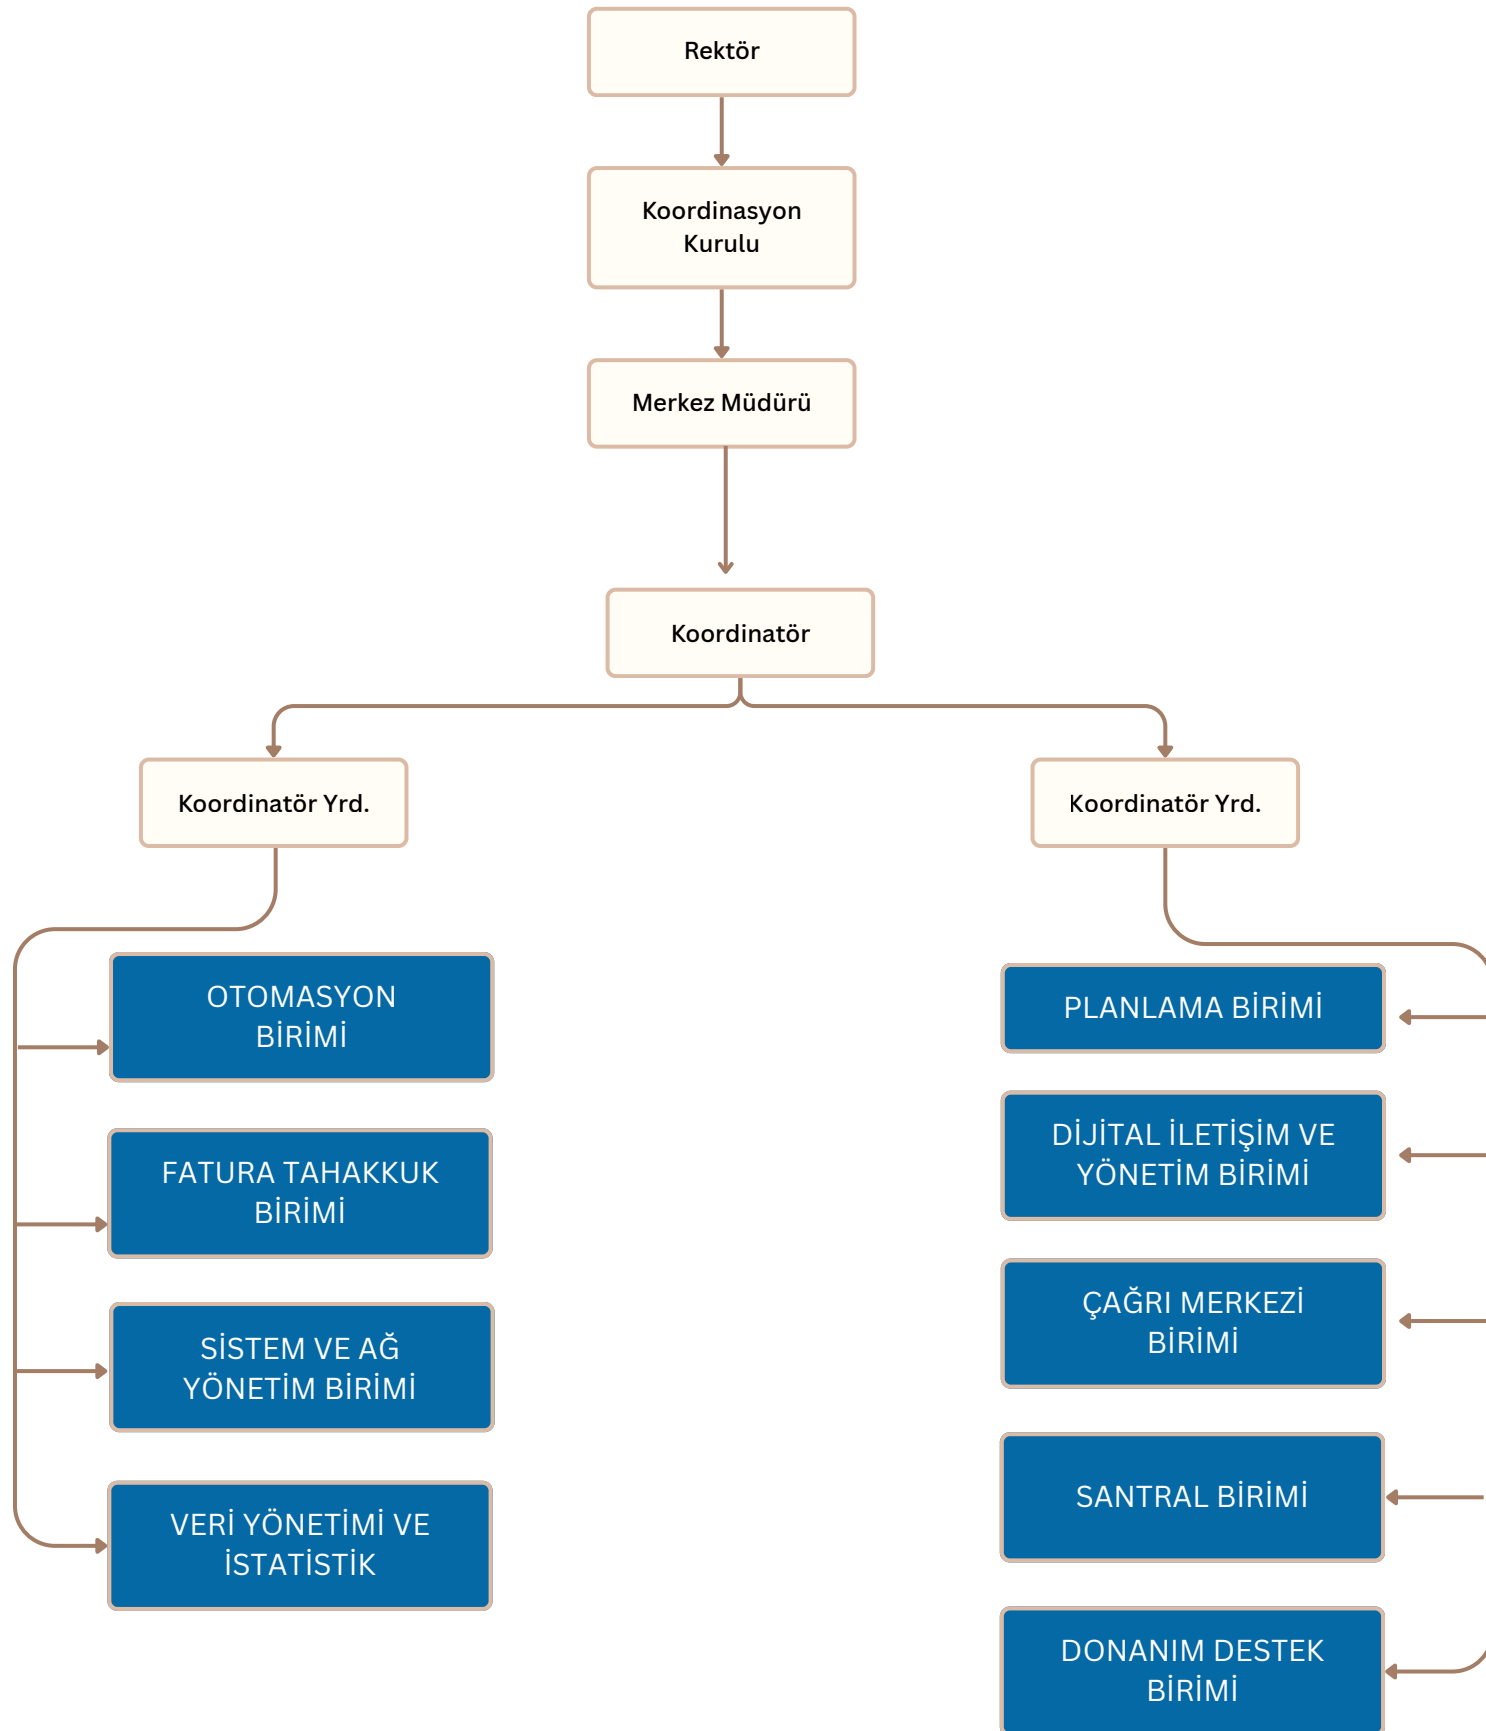 Rektör
Koordinasyon
Kurulu
Merkez Müdürü
Koordinatör
Koordinatör Yrd.
Koordinatör Yrd.
OTOMASYON
BİRİMİ
FATURA TAHAKKUK
BİRİMİ
SİSTEM VE AĞ
YÖNETİM BİRİMİ
VERİ YÖNETİMİ VE
İSTATİSTİK
PLANLAMA BİRİMİ
DİJİTAL İLETİŞİM VE
YÖNETİM BİRİMİ
ÇAĞRI MERKEZİ
BİRİMİ
SANTRAL BİRİMİ
DONANIM DESTEK
BİRİMİ